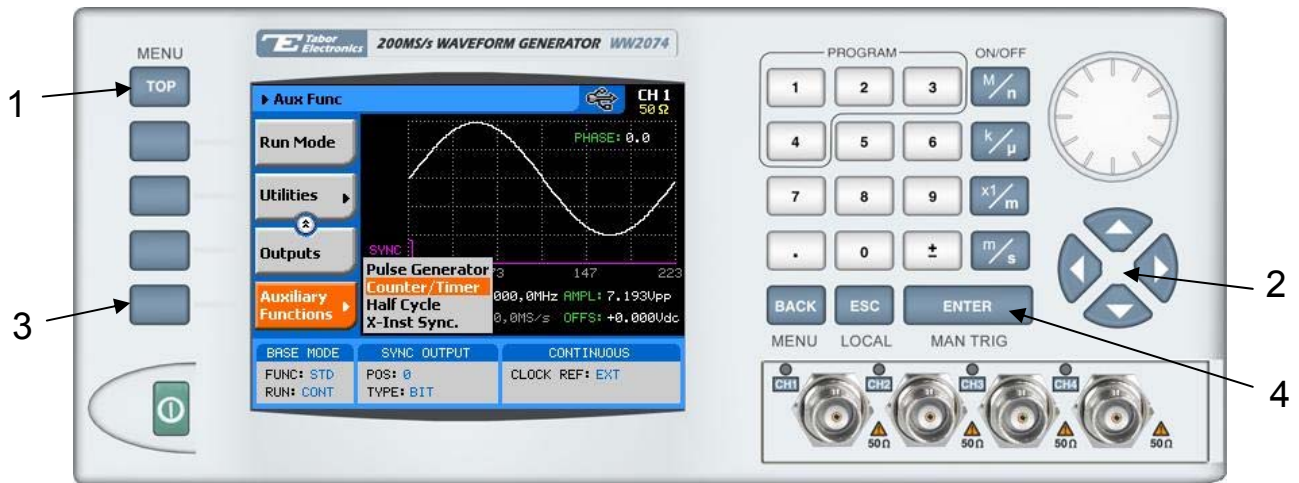 MENU
TOP
1
3
Tabor Electronics
200MS/s WAVEFORM GENERATOR WW2074
Aux Func
CH 1
50 Ω
Run Mode
Utilities
Outputs
Auxiliary
Functions
PHASE: 0.0
SYNC
73
147
223
Pulse Generator
Counter/Timer
Half Cycle
X-Inst Sync.
000,0MHz AMPL: 7.193Vpp
0,0MS/s OFFS: +0.000Vdc
BASE MODE
FUNC: STD
RUN: CONT
SYNC OUTPUT
POS: 0
TYPE: BIT
CONTINUOUS
CLOCK REF: EXT
PROGRAM
ON/OFF
1 2 3 M/n
4 5 6 k/µ
7 8 9 x1/m
. 0 ± m/s
BACK ESC ENTER
MENU LOCAL MAN TRIG
2
4
CH1 CH2 CH3 CH4
50Ω 50Ω 50Ω 50Ω